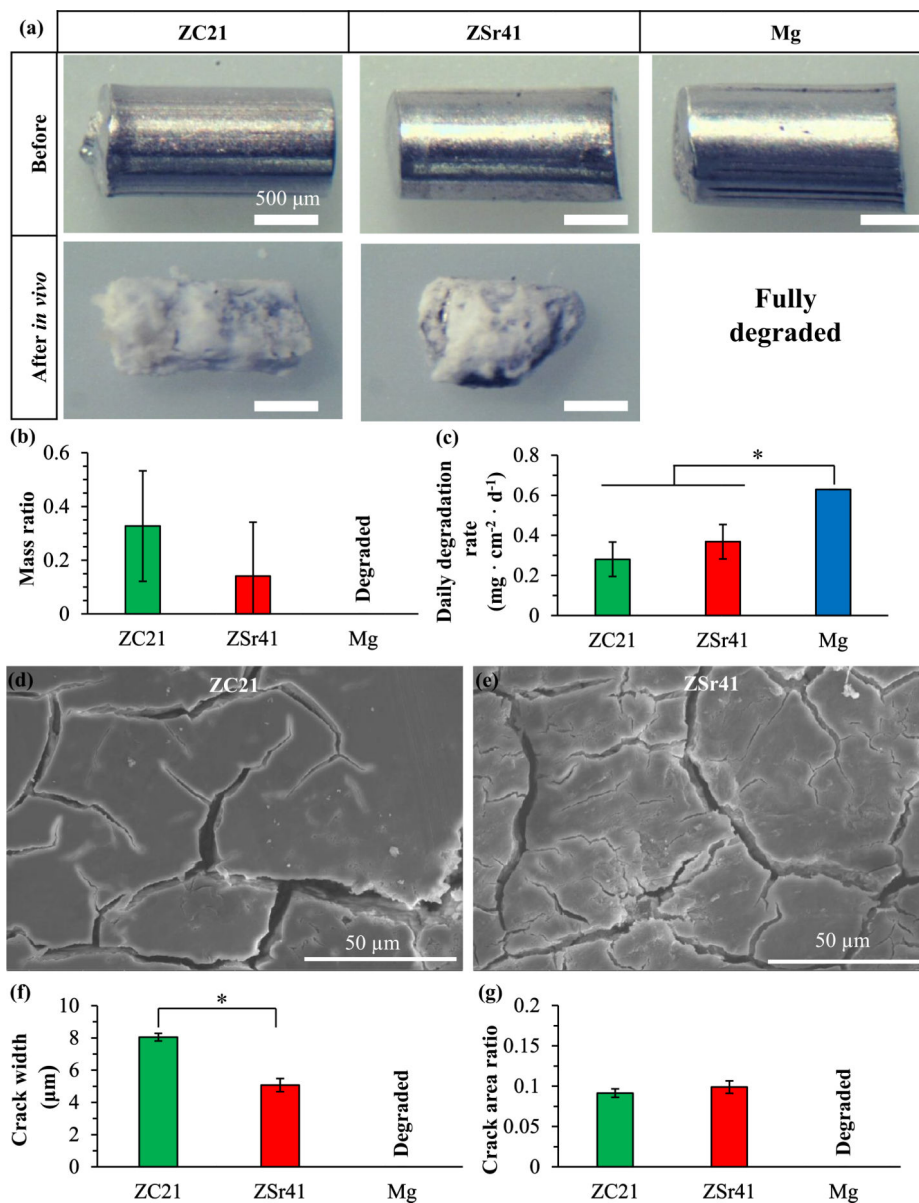 (a)
ZC21
ZSr41
Mg
Before
500 μm
After in vivo
Fully
degraded
(b)
Mass ratio
0.6
0.4
0.2
0
Degraded
ZC21
ZSr41
Mg
(c)
Daily degradation
rate
(mg · cm⁻² · d⁻¹)
0.8
0.6
0.4
0.2
0
*
ZC21
ZSr41
Mg
(d)
ZC21
50 μm
(e)
ZSr41
50 μm
(f)
Crack width
(μm)
10
8
6
4
2
0
*
Degraded
ZC21
ZSr41
Mg
(g)
Crack area ratio
0.2
0.15
0.1
0.05
0
Degraded
ZC21
ZSr41
Mg